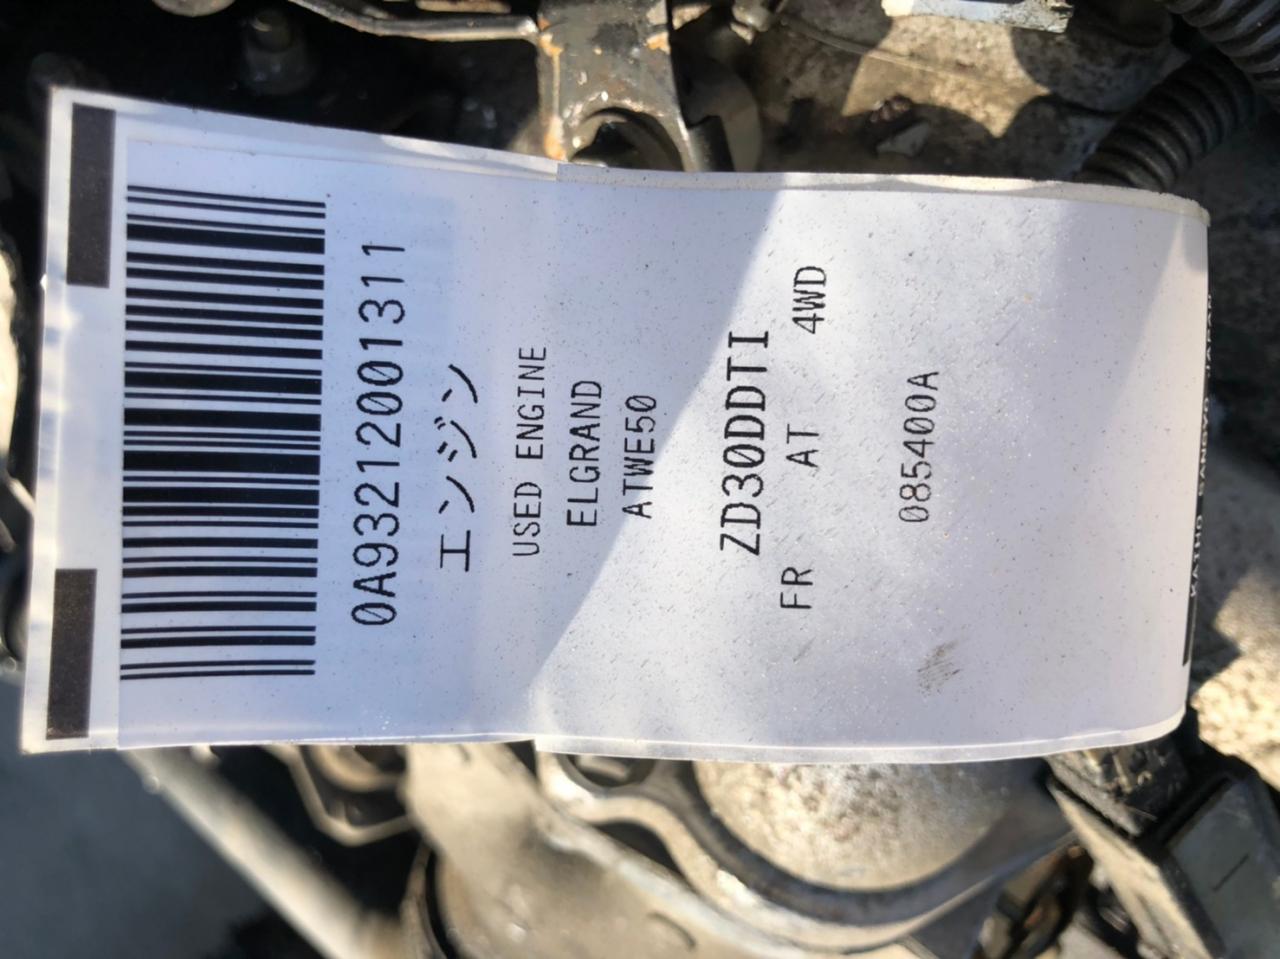 0A93212001311
エンジン
USED ENGINE
ELGRAND
ATWE50
ZD30DDTI
FR AT 4WD
085400A